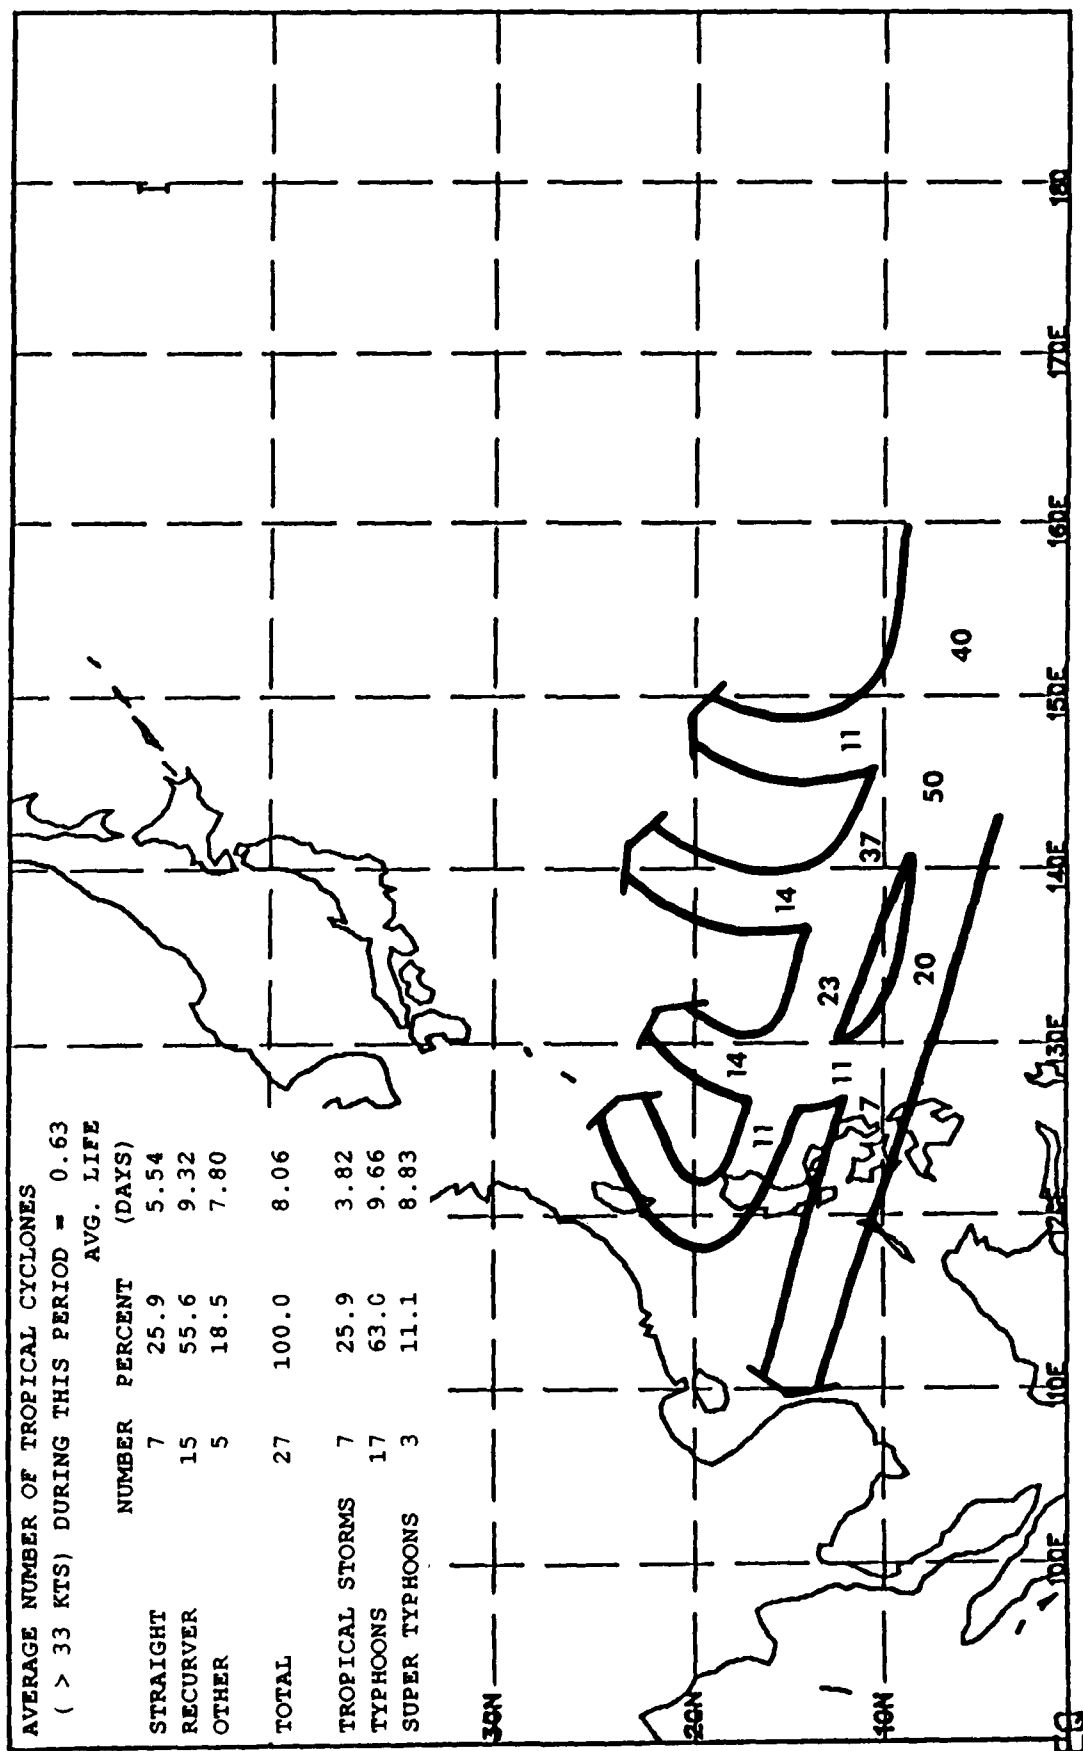 AVERAGE NUMBER OF TROPICAL CYCLONES
( > 33 KTS) DURING THIS PERIOD = 0.63
AVG. LIFE
NUMBER PERCENT (DAYS)
STRAIGHT 7 25.9 5.54
RECURVER 15 55.6 9.32
OTHER 5 18.5 7.80
TOTAL 27 100.0 8.06
TROPICAL STORMS 7 25.9 3.82
TYPHOONS 17 63.0 9.66
SUPER TYPHOONS 3 11.1 8.83
30N
20N
10N
11
14
14
11
37
40
50
23
20
11
17
EQ
100E
110E
120E
130E
140E
150E
160E
170E
180